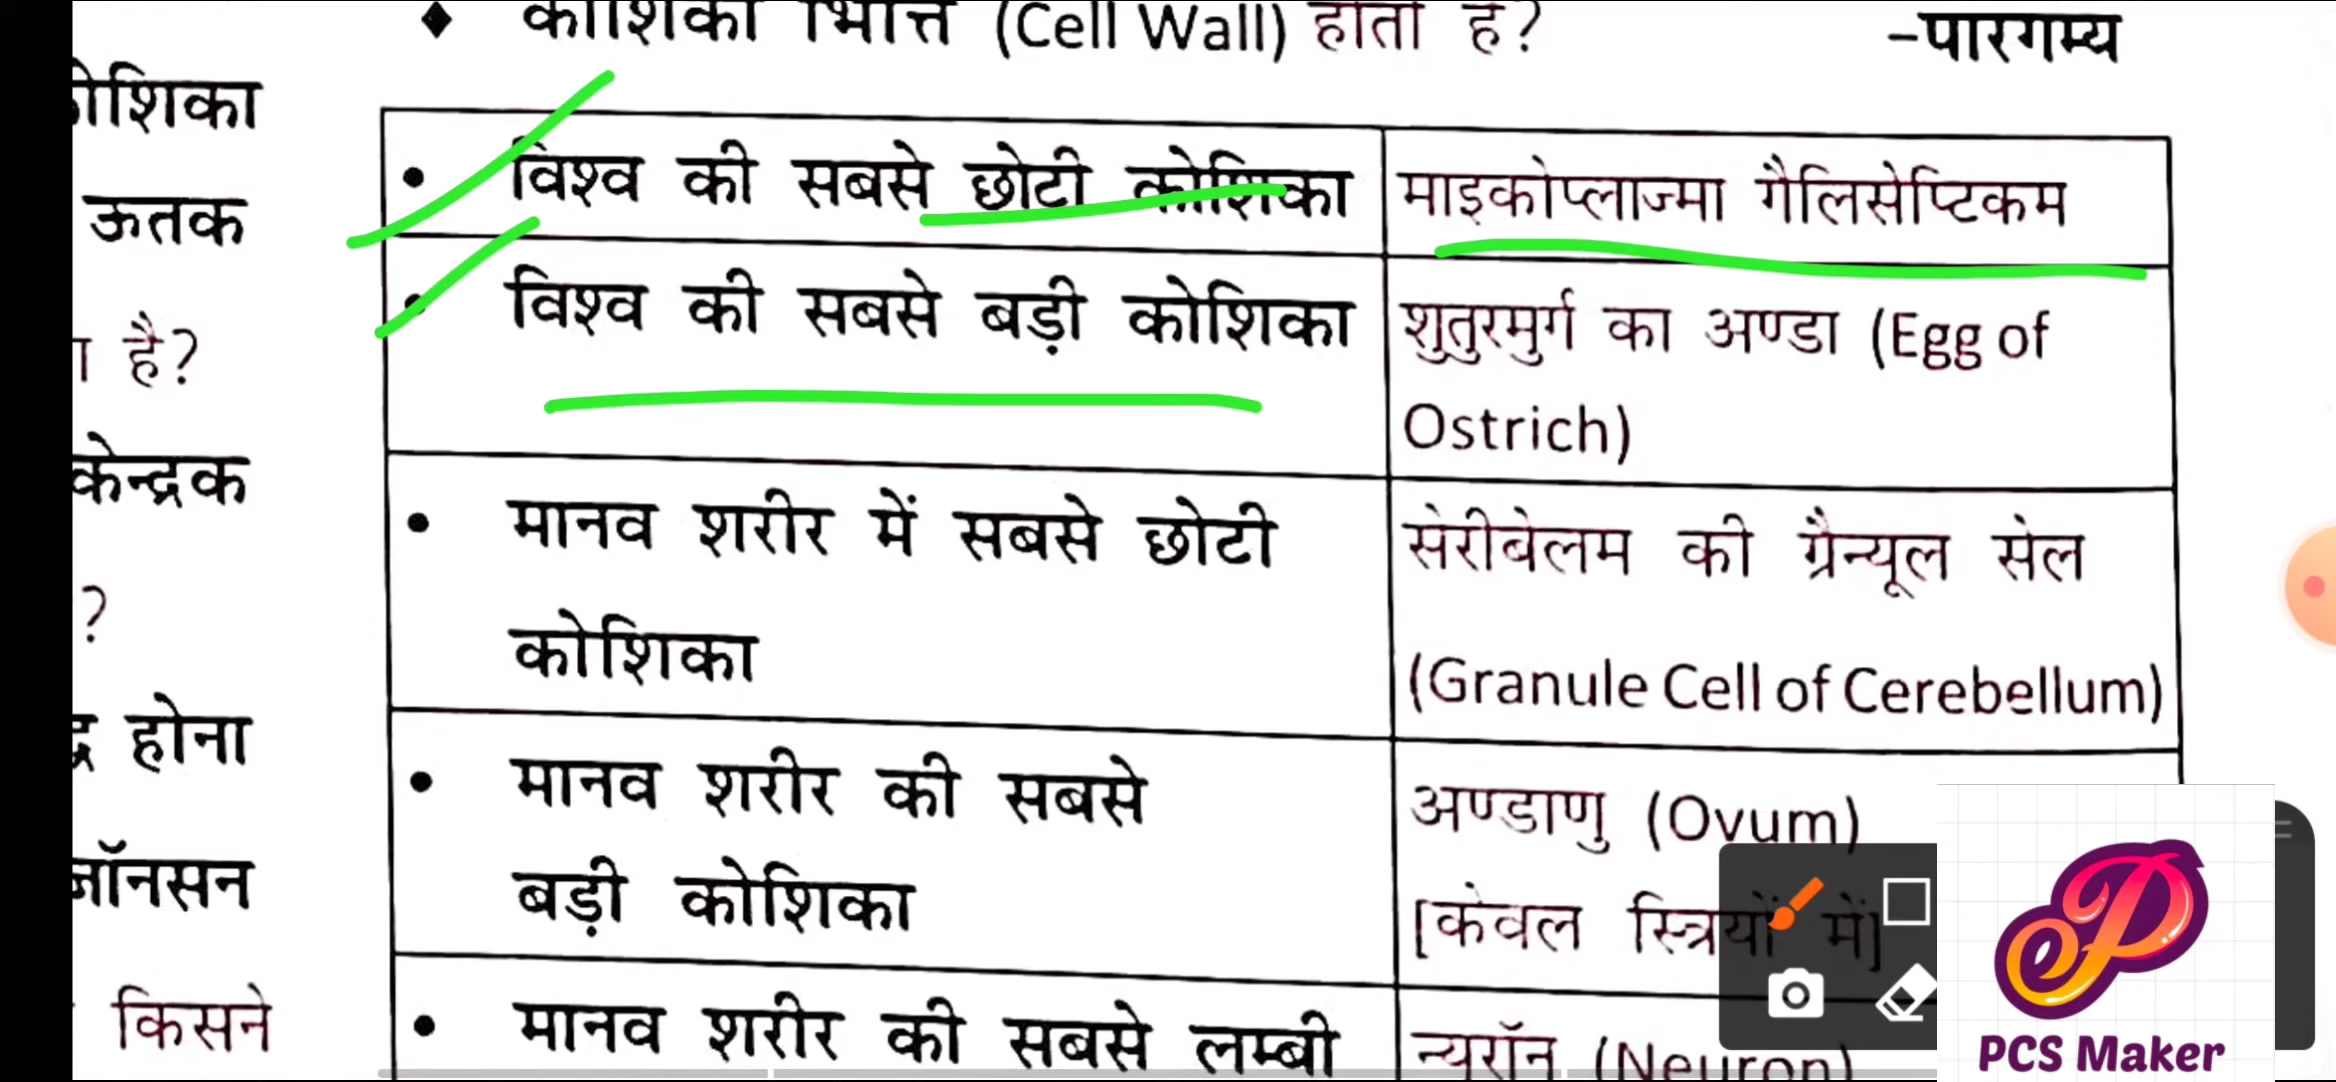 कोशिका भित्ति (Cell Wall) होती है?
–पारगम्य
कोशिका
ऊतक
है?
केन्द्रक
?
होना
जॉनसन
किसने
• विश्व की सबसे छोटी कोशिका
माइकोप्लाज्मा गैलिसेप्टिकम
• विश्व की सबसे बड़ी कोशिका
शुतुरमुर्ग का अण्डा (Egg of
Ostrich)
• मानव शरीर में सबसे छोटी
कोशिका
सेरीबेलम की ग्रैन्यूल सेल
(Granule Cell of Cerebellum)
• मानव शरीर की सबसे
बड़ी कोशिका
अण्डाणु (Ovum)
[केवल स्त्रियों में]
• मानव शरीर की सबसे लम्बी
न्यूरॉन (Neuron)
PCS Maker